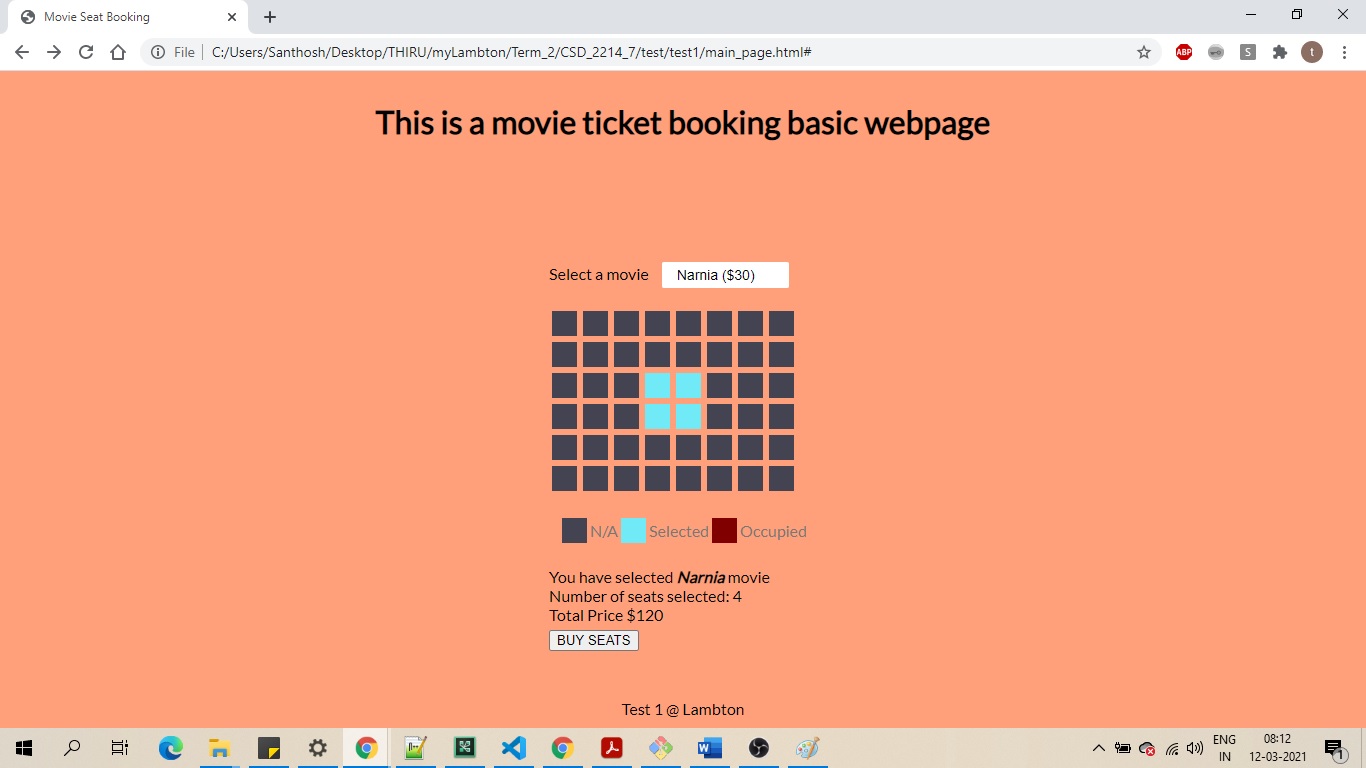 Movie Seat Booking
File
C:/Users/Santhosh/Desktop/THIRU/myLambton/Term_2/CSD_2214_7/test/test1/main_page.html#
ABP
S
t
This is a movie ticket booking basic webpage
Select a movie Narnia ($30)
N/A Selected Occupied
You have selected Narnia movie
Number of seats selected: 4
Total Price $120
BUY SEATS
Test 1 @ Lambton
ENG
IN
08:12
12-03-2021
1